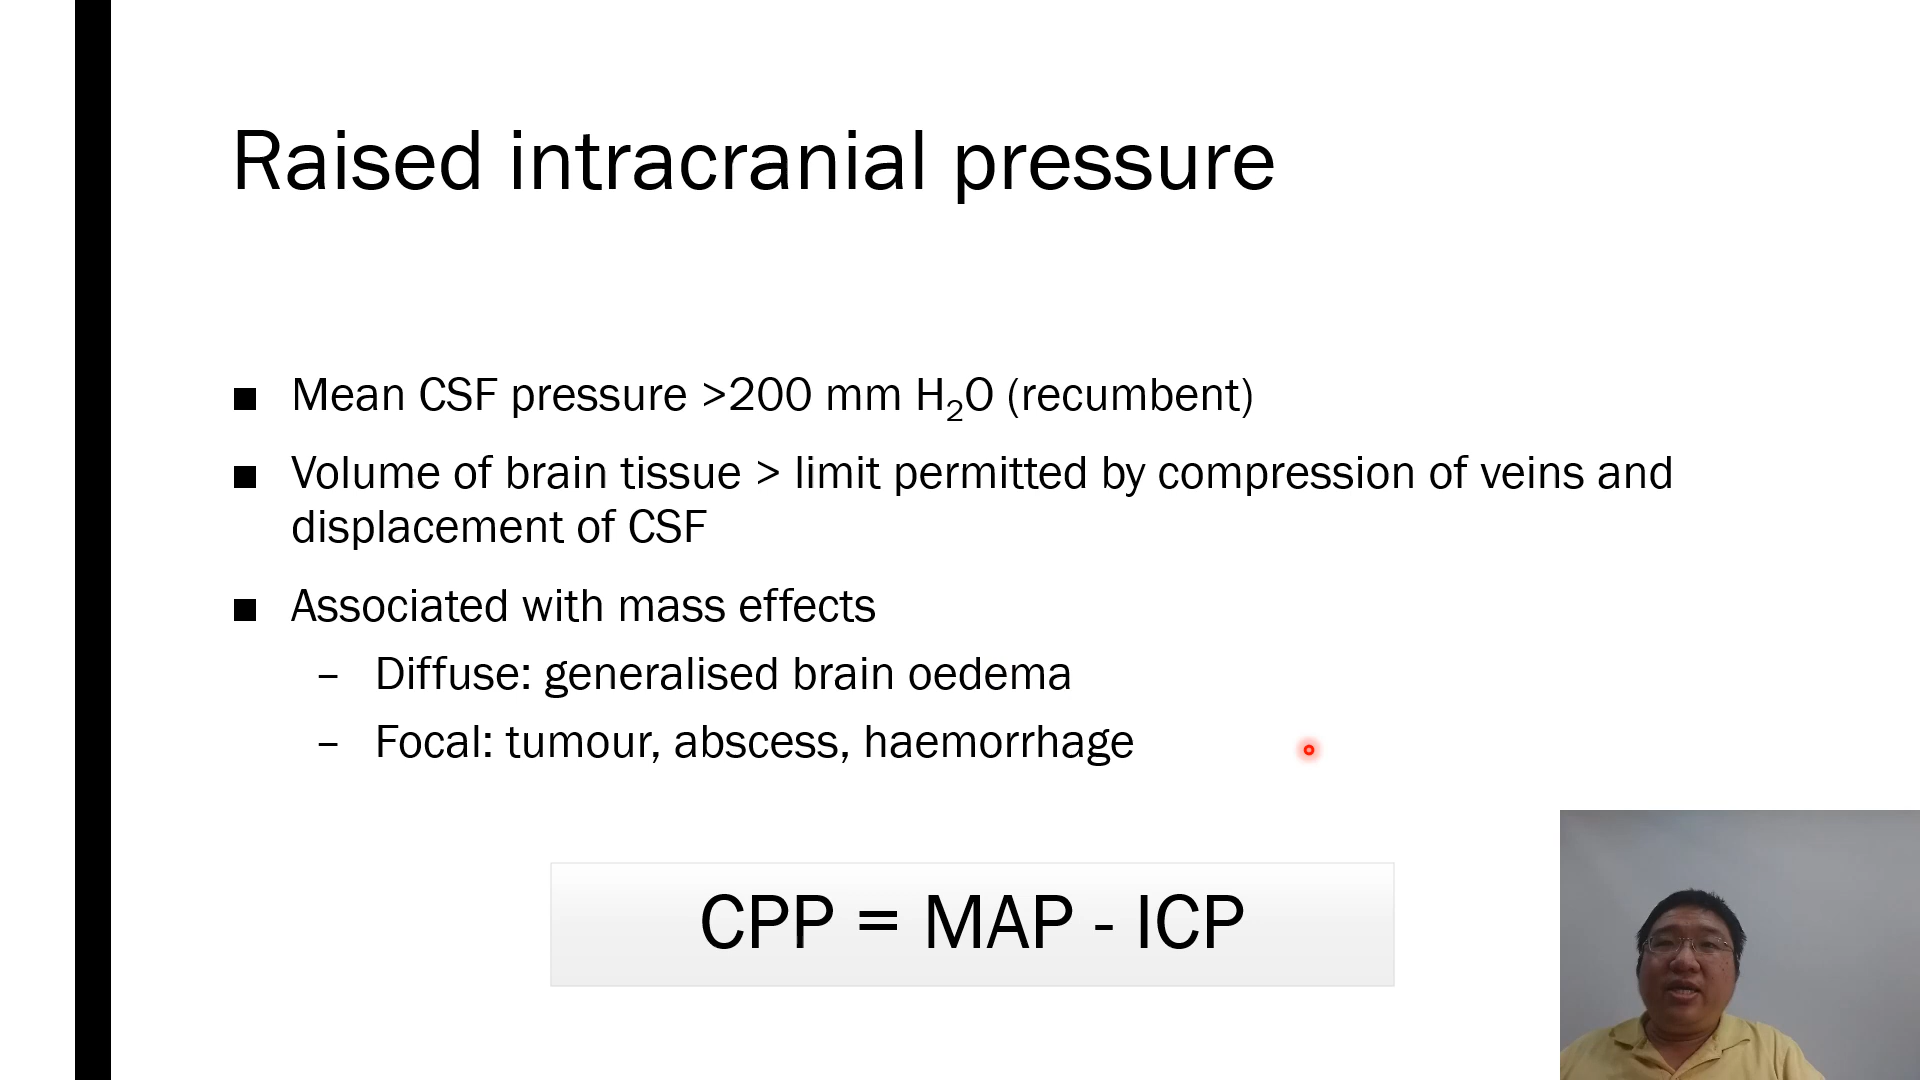 Raised intracranial pressure
■ Mean CSF pressure >200 mm H₂O (recumbent)
■ Volume of brain tissue > limit permitted by compression of veins and
displacement of CSF
■ Associated with mass effects
– Diffuse: generalised brain oedema
– Focal: tumour, abscess, haemorrhage
CPP = MAP - ICP